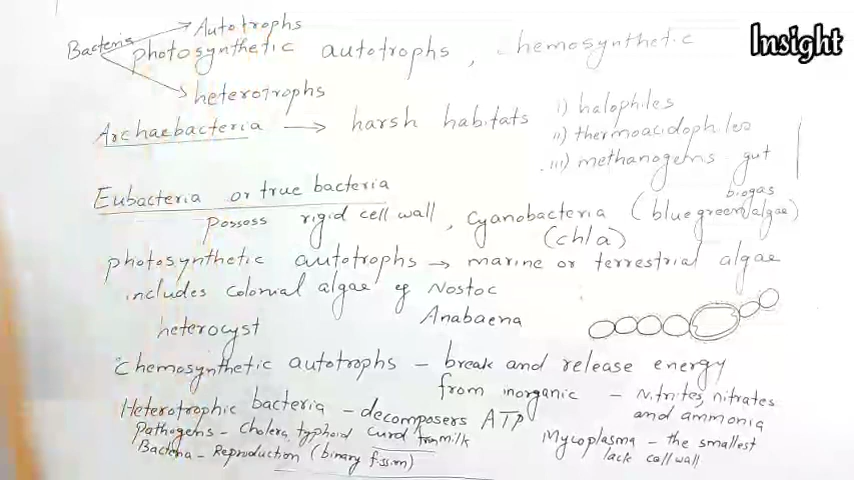 Insight
Autotrophs
Bacteria
photosynthetic autotrophs, chemosynthetic
heterotrophs
Archaebacteria → harsh habitats
i) halophiles
ii) thermoacidophiles
iii) methanogens gut
biogas
Eubacteria or true bacteria
Possoss rigid cell wall, Cyanobacteria (blue green algae)
(chl a)
photosynthetic autotrophs → marine or terrestrial algae
includes colonial algae eg Nostoc
Anabaena
heterocyst
Chemosynthetic autotrophs - break and release energy
from inorganic - Nitrites, nitrates
and ammonia
Heterotrophic bacteria - decomposers ATP
Pathogens - Cholera, typhoid curd from milk
Bacteria - Reproduction (binary fission)
Mycoplasma - the smallest
lack cell wall